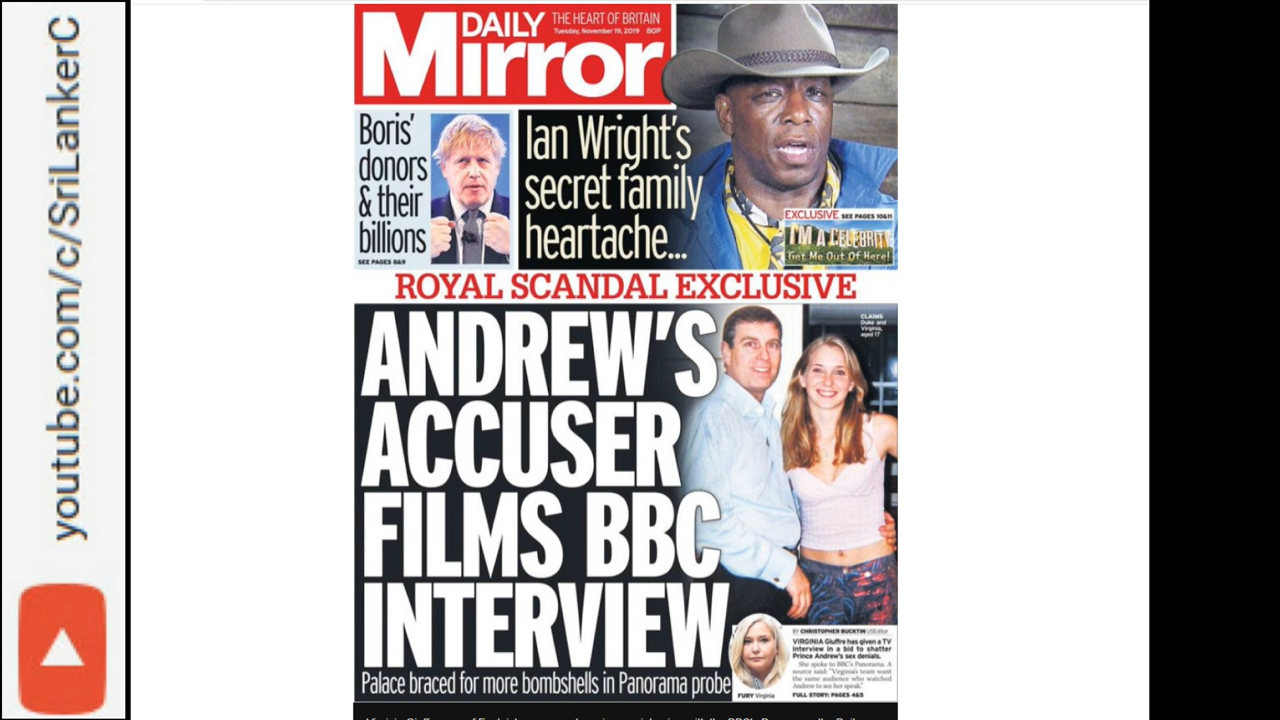 youtube.com/c/SriLankerC
DAILY
Mirror
THE HEART OF BRITAIN
Tuesday, November 19, 2019 80P
Boris'
donors
& their
billions
SEE PAGES 8&9
Ian Wright's
secret family
heartache...
EXCLUSIVE SEE PAGES 10&11
I'M A CELEBRITY
Get Me Out Of Here!
ROYAL SCANDAL EXCLUSIVE
ANDREW'S
ACCUSER
FILMS BBC
INTERVIEW
Palace braced for more bombshells in Panorama probe
CLAIMS
Duke and
Virginia,
aged 17
FURY Virginia
BY CHRISTOPHER BUCKTIN US Editor
VIRGINIA Giuffre has given a TV
interview in a bid to shatter
Prince Andrew's sex denials.
She spoke to BBC's Panorama. A
source said: "Virginia's team want
the same audience who watched
Andrew to see her speak."
FULL STORY: PAGES 4&5